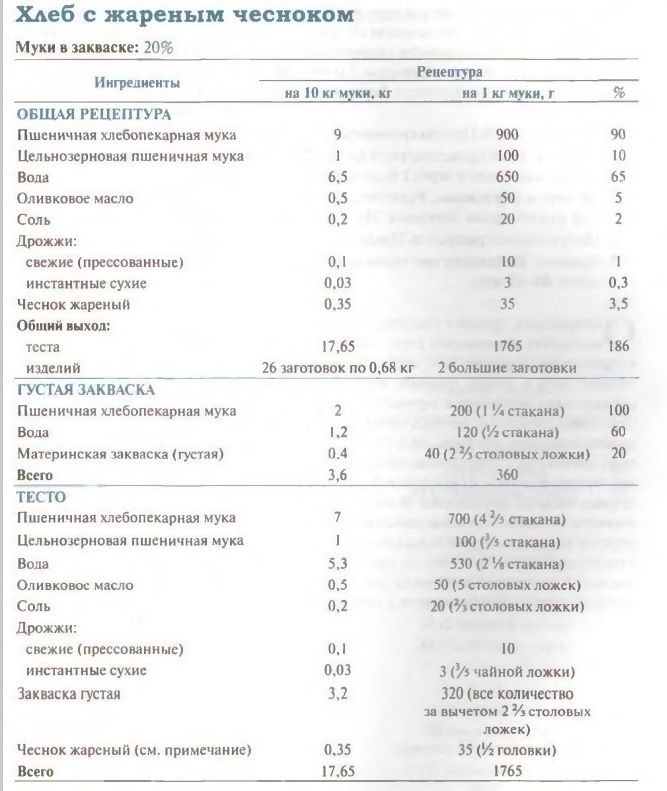 Хлеб с жареным чесноком
Муки в закваске: 20%
Ингредиенты Рецептура
на 10 кг муки, кг на 1 кг муки, г %
ОБЩАЯ РЕЦЕПТУРА
Пшеничная хлебопекарная мука 9 900 90
Цельнозерновая пшеничная мука 1 100 10
Вода 6,5 650 65
Оливковое масло 0,5 50 5
Соль 0,2 20 2
Дрожжи:
свежие (прессованные) 0,1 10 1
инстантные сухие 0,03 3 0,3
Чеснок жареный 0,35 35 3,5
Общий выход:
теста 17,65 1765 186
изделий 26 заготовок по 0,68 кг 2 большие заготовки
ГУСТАЯ ЗАКВАСКА
Пшеничная хлебопекарная мука 2 200 (1 ¼ стакана) 100
Вода 1,2 120 (½ стакана) 60
Материнская закваска (густая) 0.4 40 (2 ⅔ столовых ложки) 20
Всего 3,6 360
ТЕСТО
Пшеничная хлебопекарная мука 7 700 (4 ⅖ стакана)
Цельнозерновая пшеничная мука 1 100 (⅗ стакана)
Вода 5,3 530 (2 ⅛ стакана)
Оливковое масло 0,5 50 (5 столовых ложек)
Соль 0,2 20 (⅔ столовых ложки)
Дрожжи:
свежие (прессованные) 0,1 10
инстантные сухие 0,03 3 (⅗ чайной ложки)
Закваска густая 3,2 320 (все количество
за вычетом 2 ⅔ столовых
ложек)
Чеснок жареный (см. примечание) 0,35 35 (½ головки)
Всего 17,65 1765